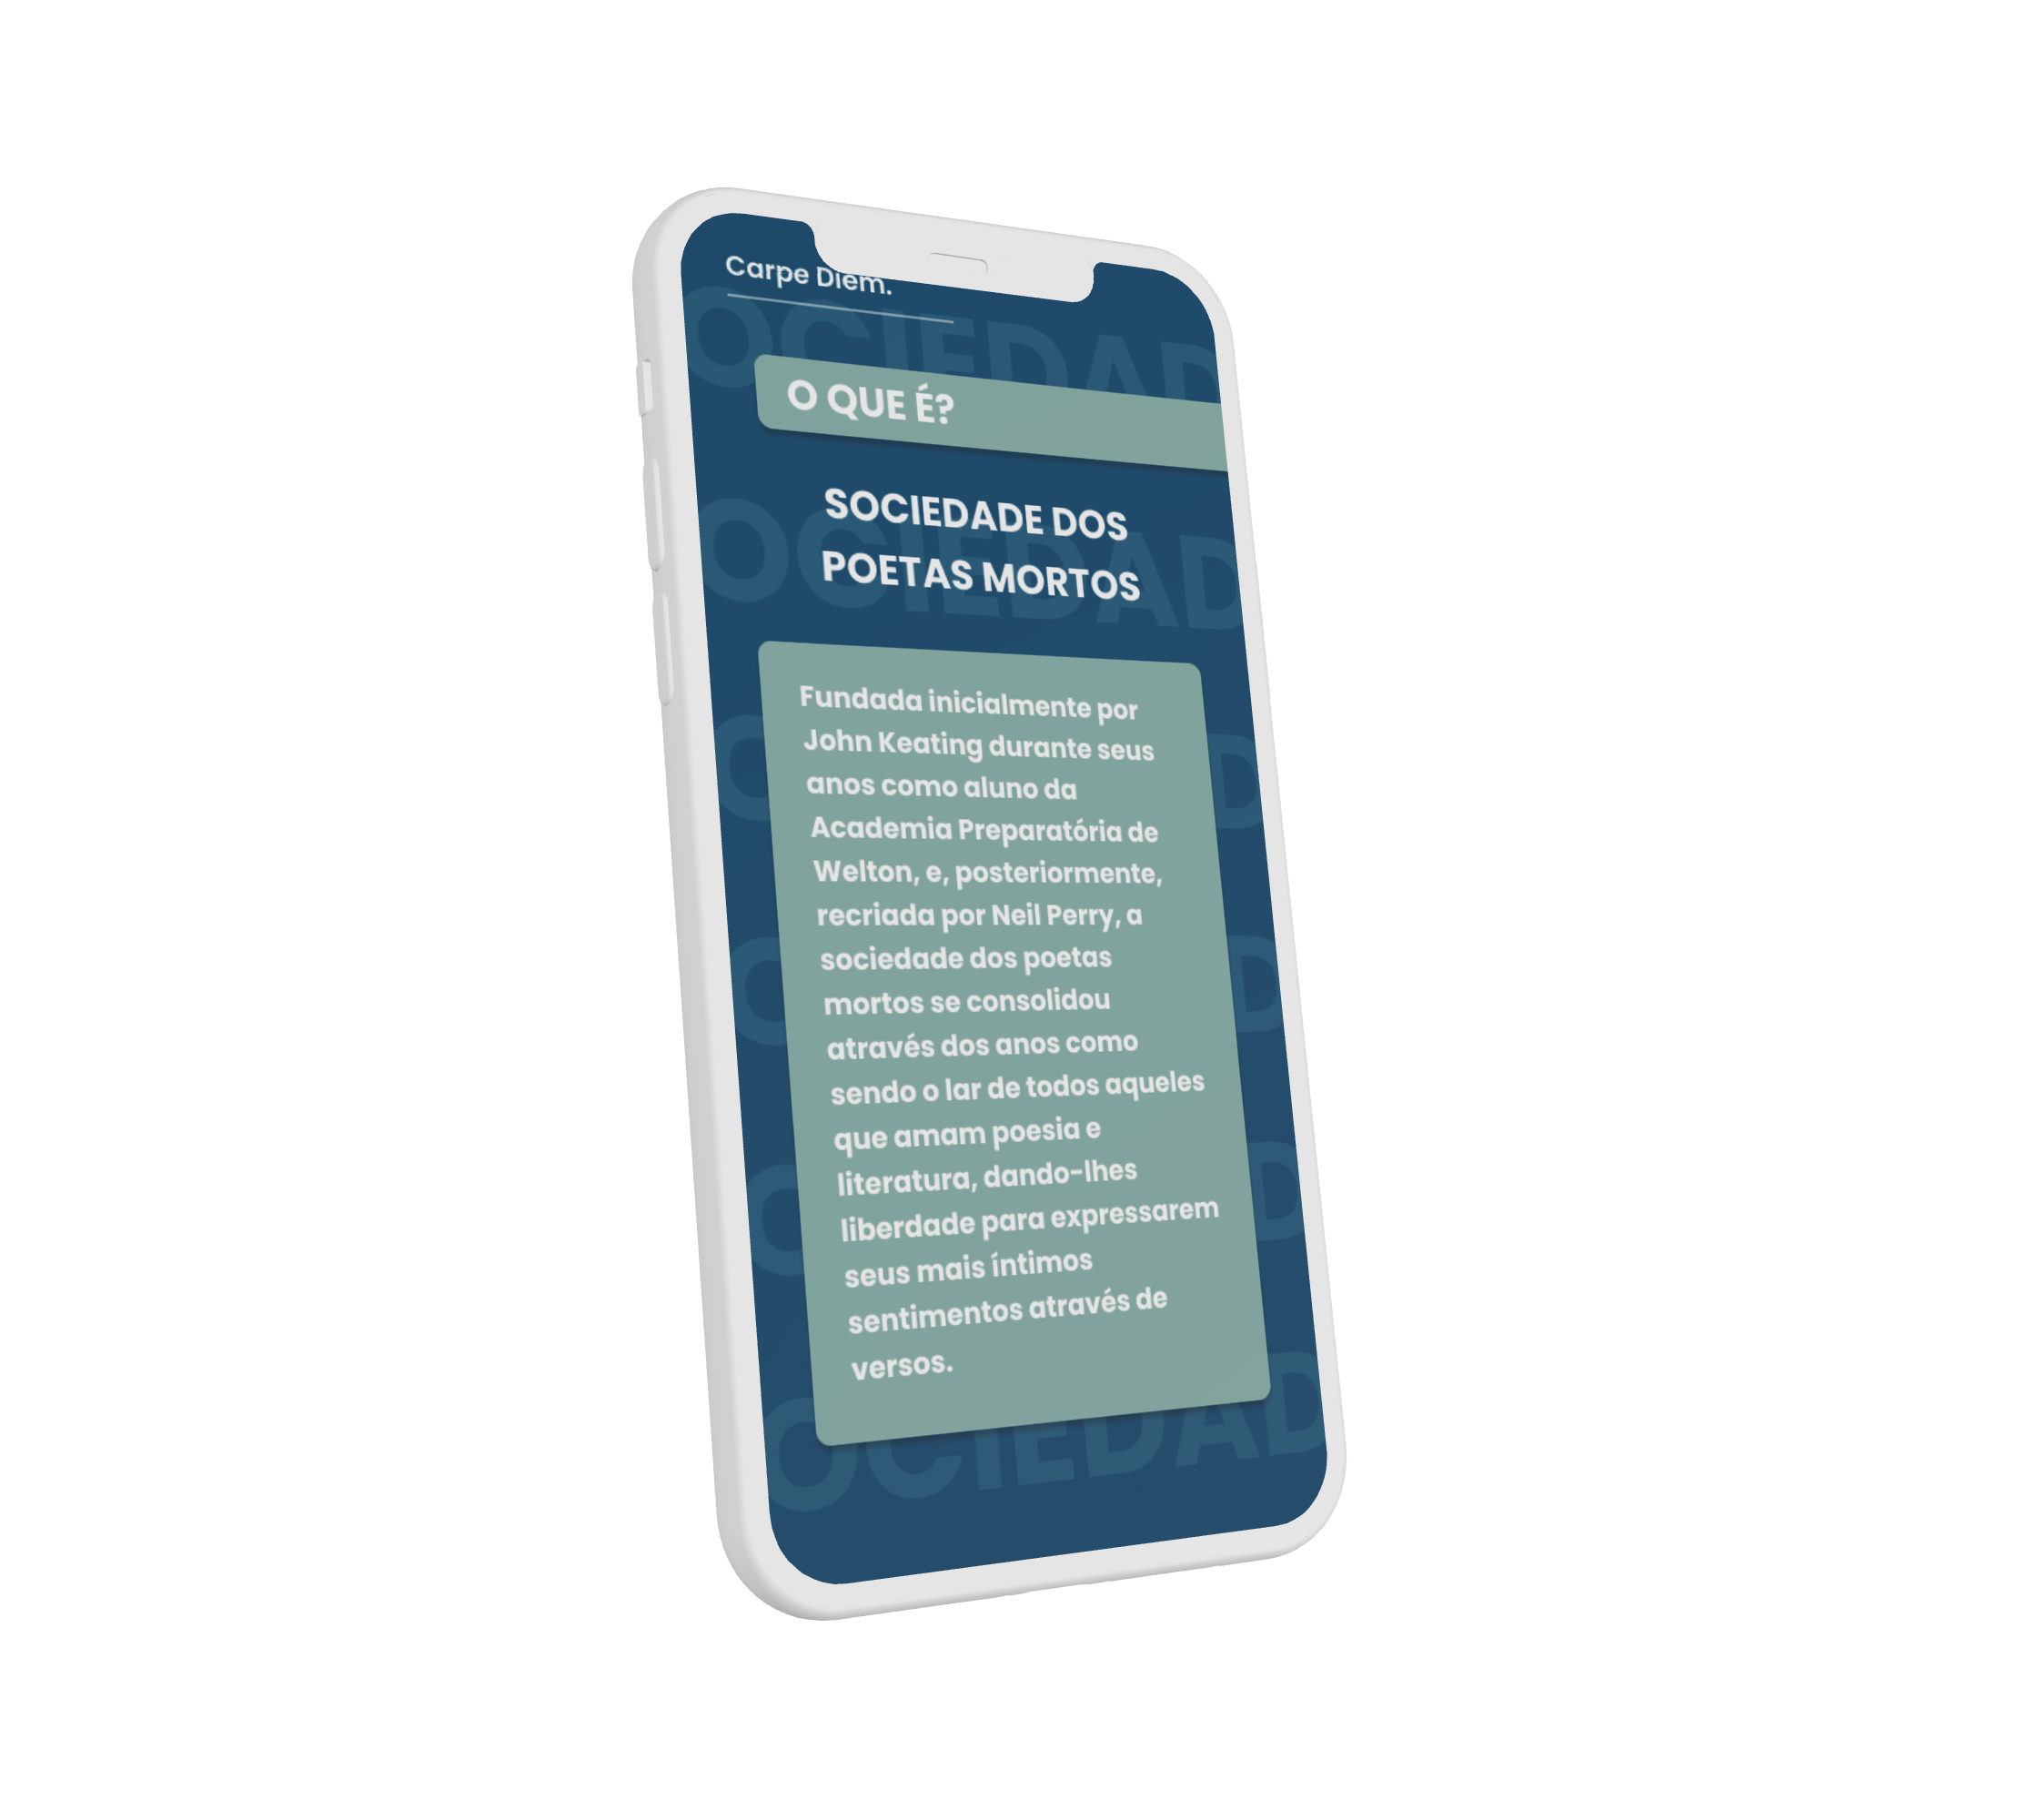 Carpe Diem.
OCIEDAD
O QUE É?
OCIEDAD
SOCIEDADE DOS
POETAS MORTOS
Fundada inicialmente por
John Keating durante seus
anos como aluno da
Academia Preparatória de
Welton, e, posteriormente,
recriada por Neil Perry, a
sociedade dos poetas
mortos se consolidou
através dos anos como
sendo o lar de todos aqueles
que amam poesia e
literatura, dando-lhes
liberdade para expressarem
seus mais íntimos
sentimentos através de
versos.
OCIEDAD